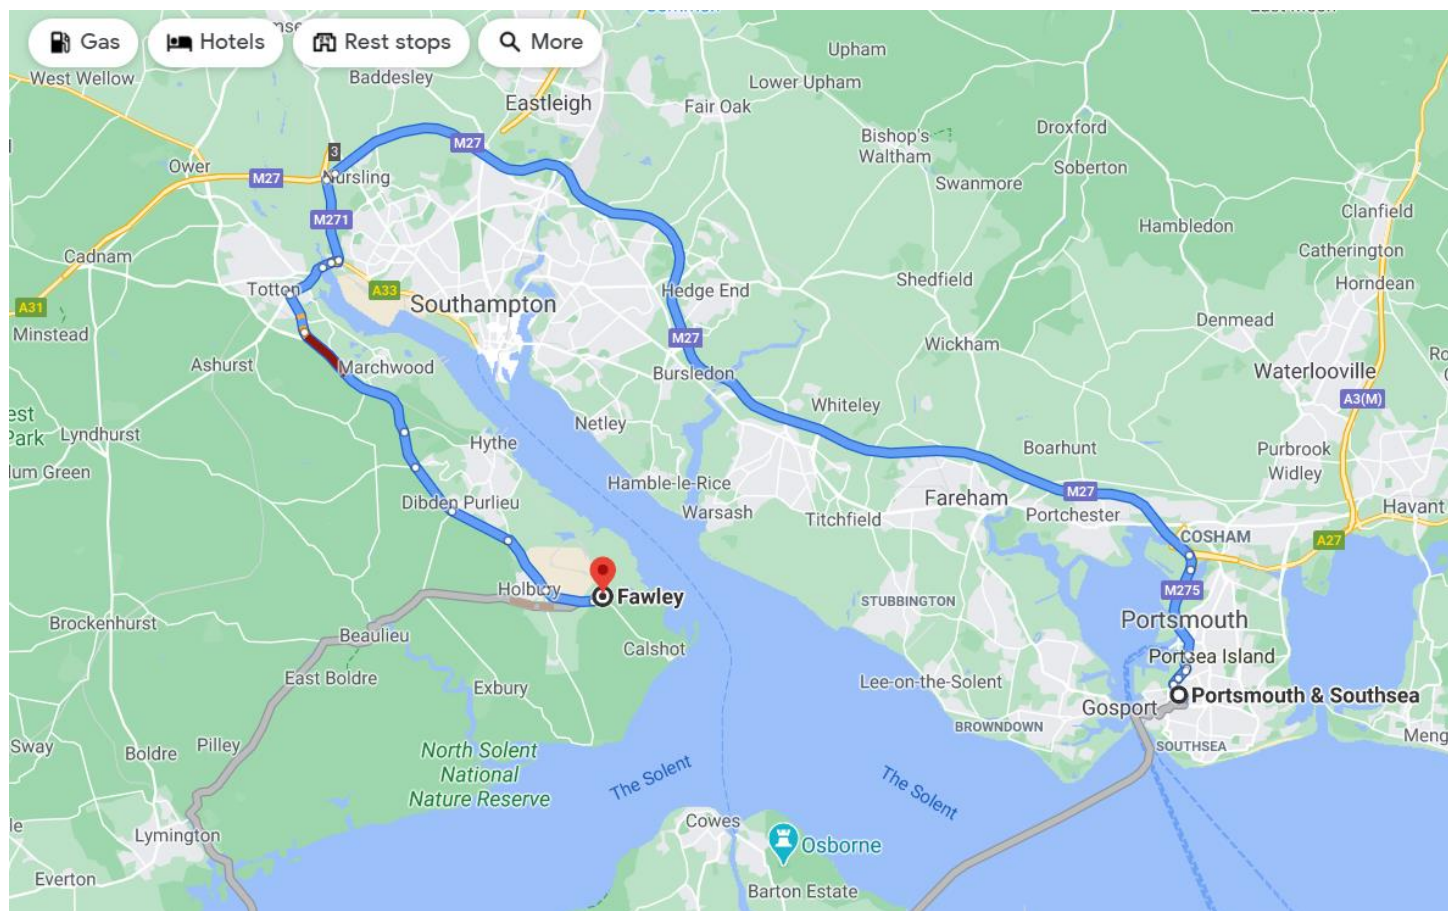 Gas
Hotels
Rest stops
More
Upham
West Wellow
Baddesley
Lower Upham
Eastleigh
Fair Oak
Droxford
Bishop's
Waltham
3
M27
Ower
M27
Nursling
Soberton
Swanmore
M271
Clanfield
Hambledon
Cadnam
Catherington
Totton
A33
Shedfield
Horndean
A31
Southampton
Hedge End
Minstead
Denmead
M27
Wickham
Ashurst
Marchwood
Bursledon
Waterlooville
A3(M)
Whiteley
Lyndhurst
Netley
Hythe
Boarhunt
Purbrook
Widley
Hamble-le-Rice
M27
Fareham
Dibden Purlieu
Warsash
Titchfield
Portchester
Havant
COSHAM
A27
Holbury
Fawley
M275
STUBBINGTON
Portsmouth
Brockenhurst
Beaulieu
Calshot
Portsea Island
East Boldre
Exbury
Lee-on-the-Solent
Portsmouth & Southsea
Gosport
BROWNDOWN
Sway
Boldre
Pilley
North Solent
National
Nature Reserve
SOUTHSEA
The Solent
The Solent
Lymington
Cowes
Osborne
Everton
Barton Estate